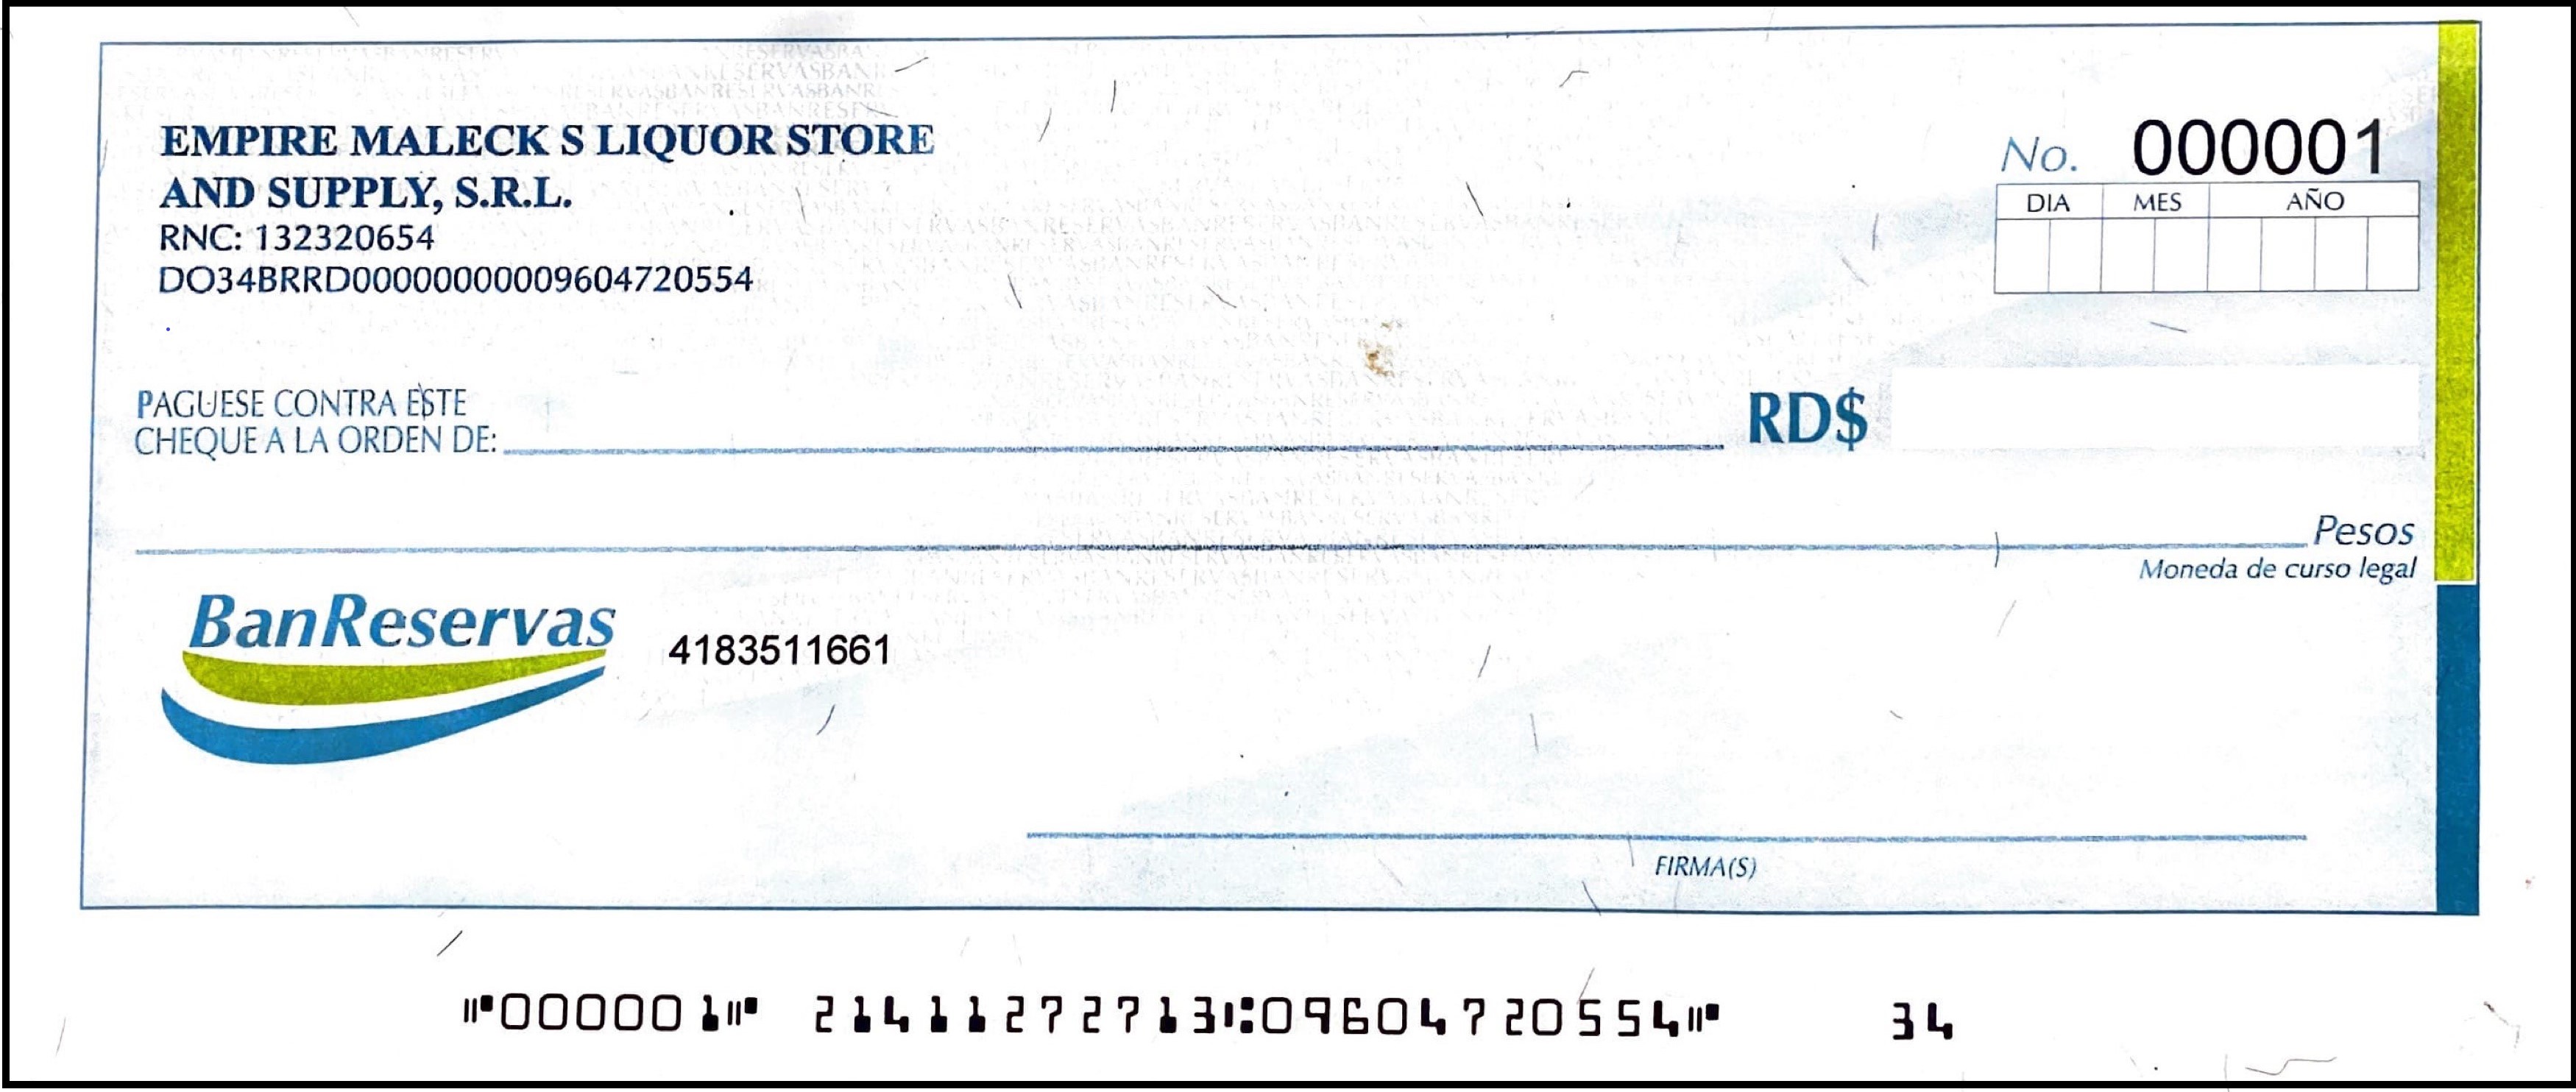 EMPIRE MALECK S LIQUOR STORE
AND SUPPLY, S.R.L.
RNC: 132320654
DO34BRRD00000000009604720554
No. 000001
DIA MES AÑO
PAGUESE CONTRA ESTE
CHEQUE A LA ORDEN DE:
RD$
Pesos
Moneda de curso legal
BanReservas
4183511661
FIRMA(S)
⑈000001⑈ 21411272713⑆09604720554⑈ 34